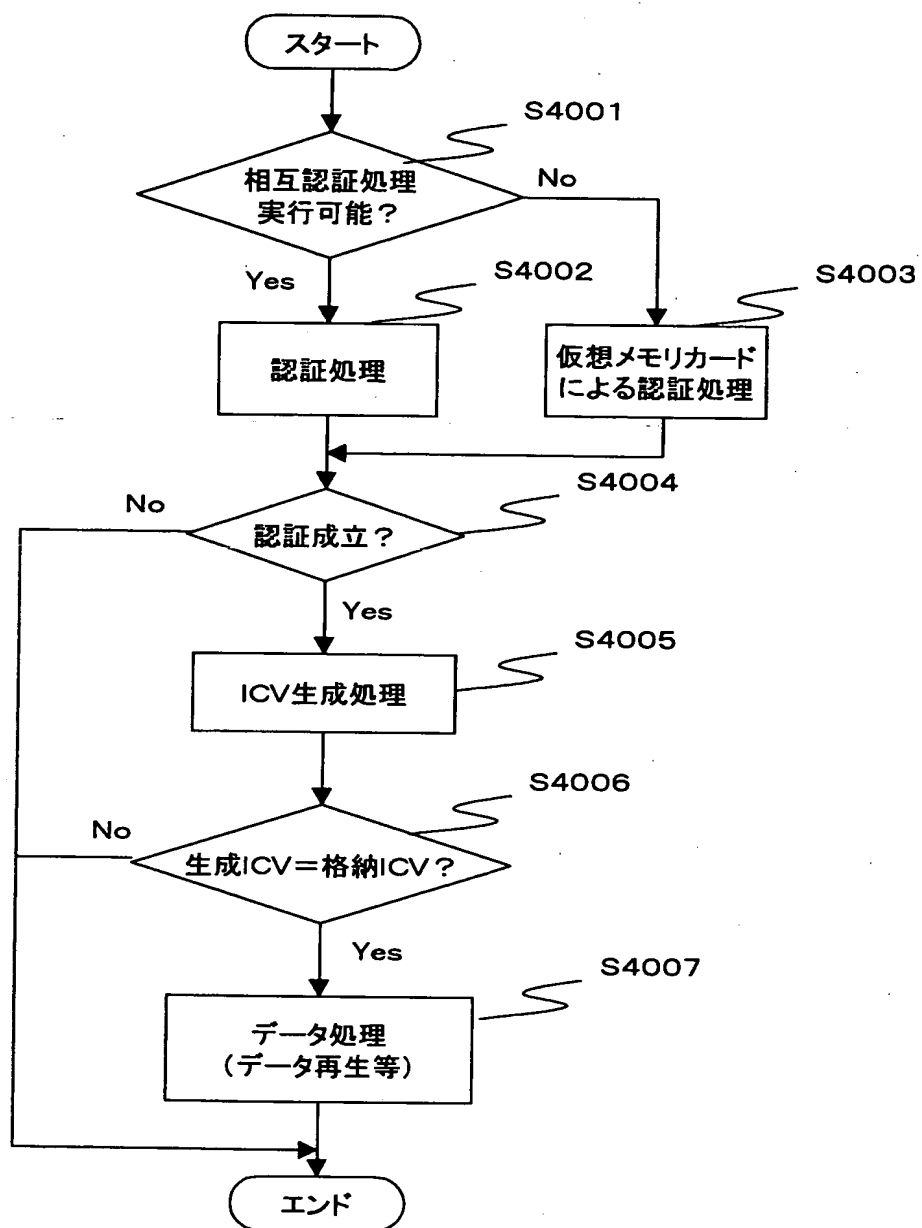 スタート
S4001
相互認証処理
実行可能？
No
Yes
S4002
S4003
認証処理
仮想メモリカード
による認証処理
S4004
No
認証成立？
Yes
S4005
ICV生成処理
S4006
No
生成ICV＝格納ICV？
Yes
S4007
データ処理
（データ再生等）
エンド